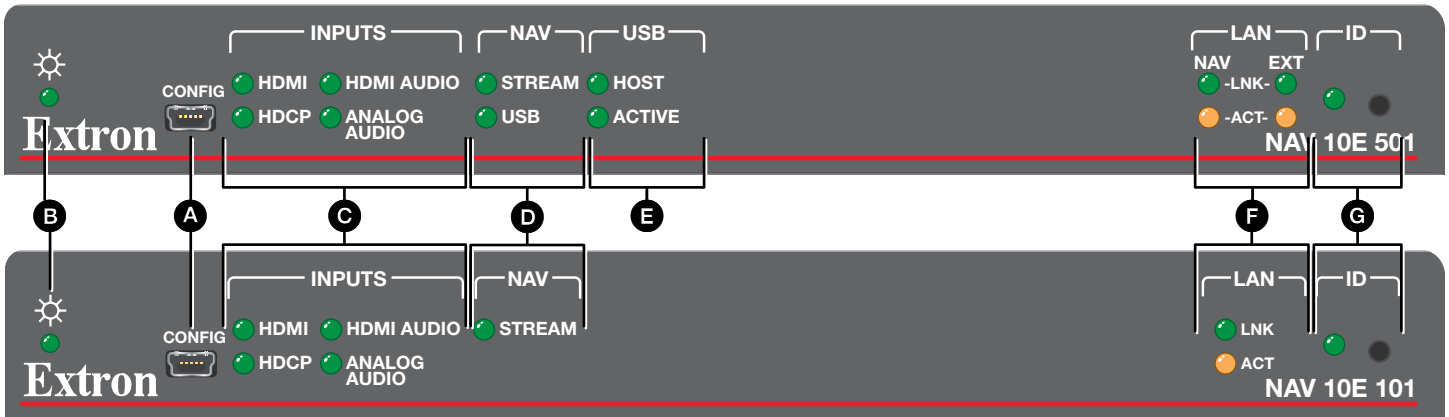 INPUTS NAV USB LAN ID
NAV EXT
CONFIG HDMI HDMI AUDIO STREAM HOST -LNK-
HDCP ANALOG AUDIO USB ACTIVE -ACT-
Extron NAV 10E 501
B A C D E F G
INPUTS NAV LAN ID
CONFIG HDMI HDMI AUDIO STREAM LNK
HDCP ANALOG AUDIO ACT
Extron NAV 10E 101